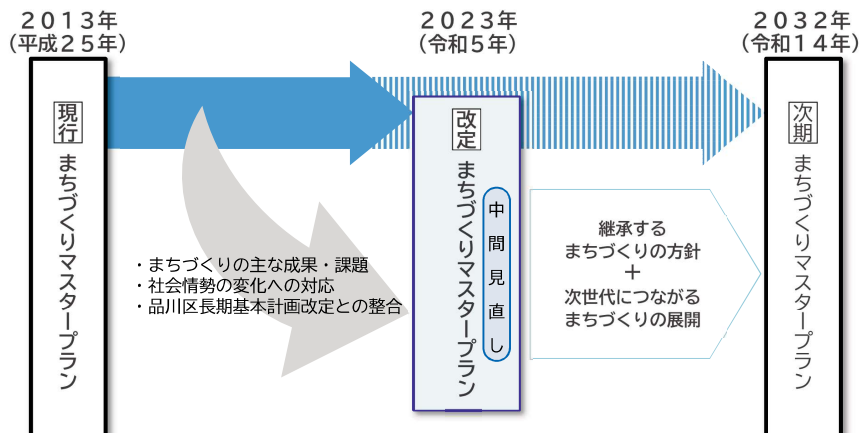 ２０１３年
（平成２５年）
２０２３年
（令和５年）
２０３２年
（令和１４年）
現行
まちづくりマスタープラン
・まちづくりの主な成果・課題
・社会情勢の変化への対応
・品川区長期基本計画改定との整合
改定
まちづくりマスタープラン
中間見直し
継承する
まちづくりの方針
＋
次世代につながる
まちづくりの展開
次期
まちづくりマスタープラン